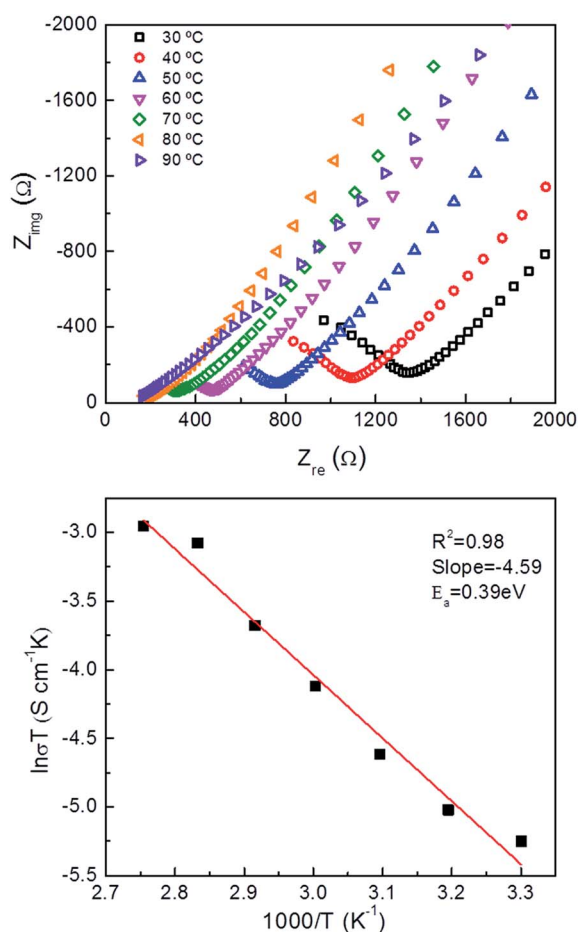 -2000
-1600
-1200
-800
-400
0
Z_img (Ω)
30 ºC
40 ºC
50 ºC
60 ºC
70 ºC
80 ºC
90 ºC
0 400 800 1200 1600 2000
Z_re (Ω)
-3.0
-3.5
-4.0
-4.5
-5.0
-5.5
lnσT (S cm⁻¹K)
R²=0.98
Slope=-4.59
E_a=0.39eV
2.7 2.8 2.9 3.0 3.1 3.2 3.3
1000/T (K⁻¹)